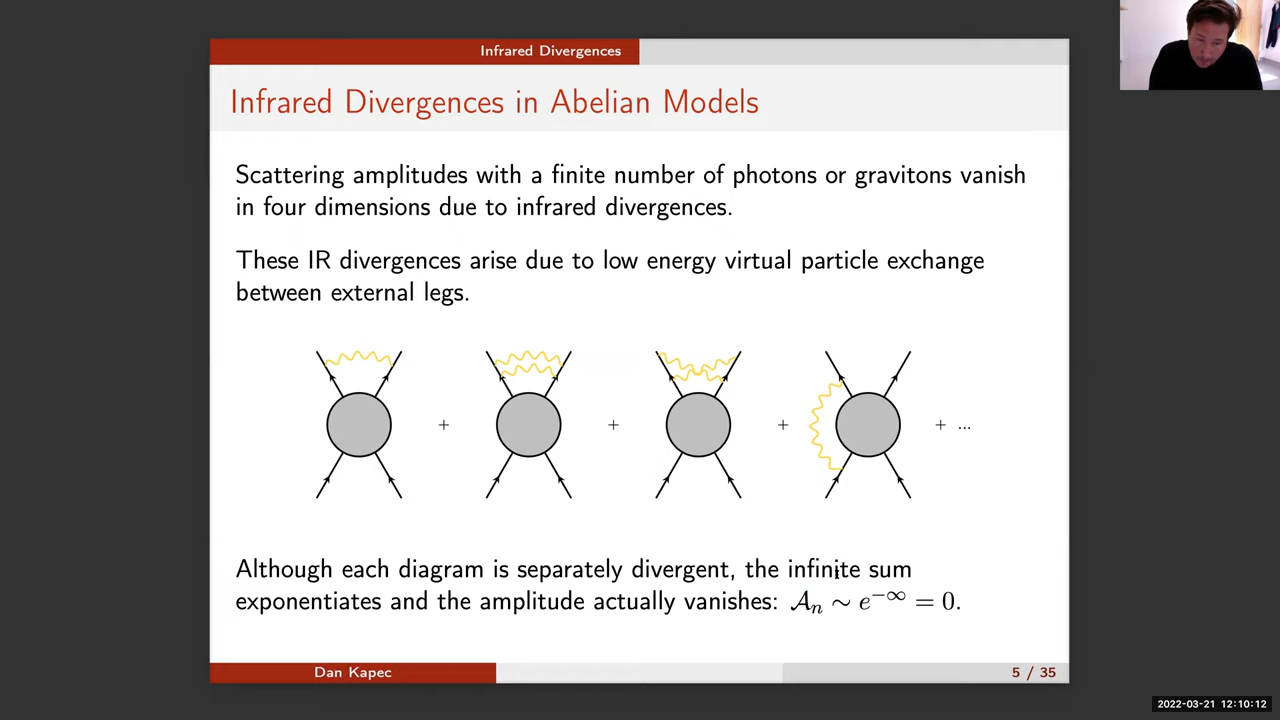 Infrared Divergences
Infrared Divergences in Abelian Models
Scattering amplitudes with a finite number of photons or gravitons vanish
in four dimensions due to infrared divergences.
These IR divergences arise due to low energy virtual particle exchange
between external legs.
+ + + + ...
Although each diagram is separately divergent, the infinite sum
exponentiates and the amplitude actually vanishes: 𝒜ₙ ∼ e^{−∞} = 0.
Dan Kapec
5 / 35
2022-03-21 12:10:12